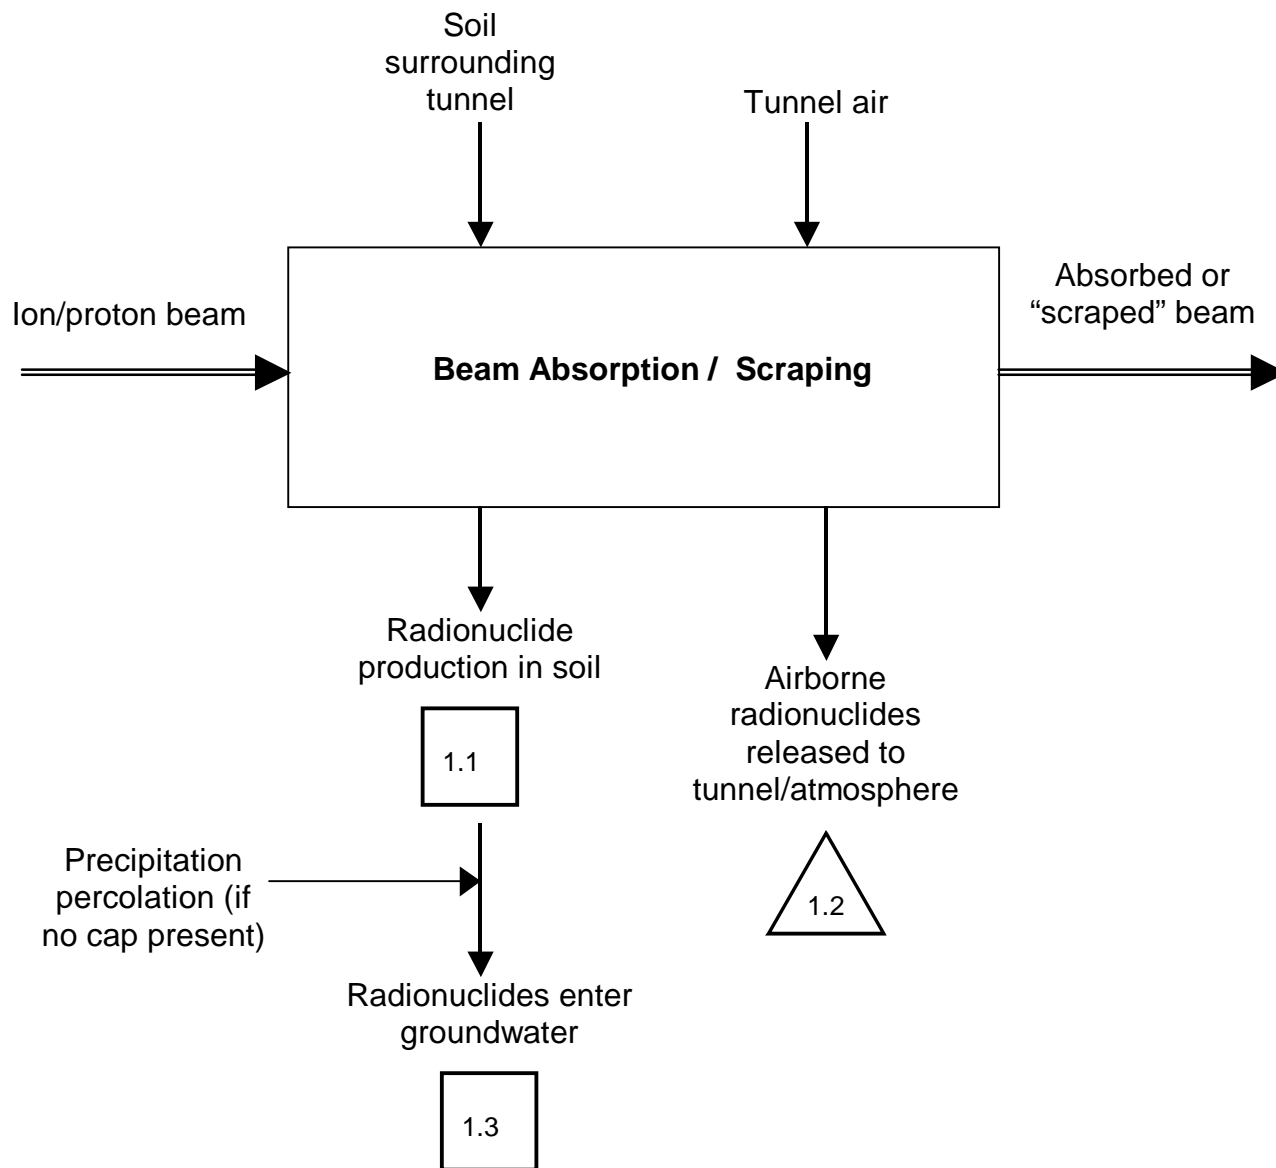 Soil
surrounding
tunnel
Tunnel air
Ion/proton beam
Absorbed or
“scraped” beam
Beam Absorption /  Scraping
Radionuclide
production in soil
1.1
Airborne
radionuclides
released to
tunnel/atmosphere
1.2
Precipitation
percolation (if
no cap present)
Radionuclides enter
groundwater
1.3